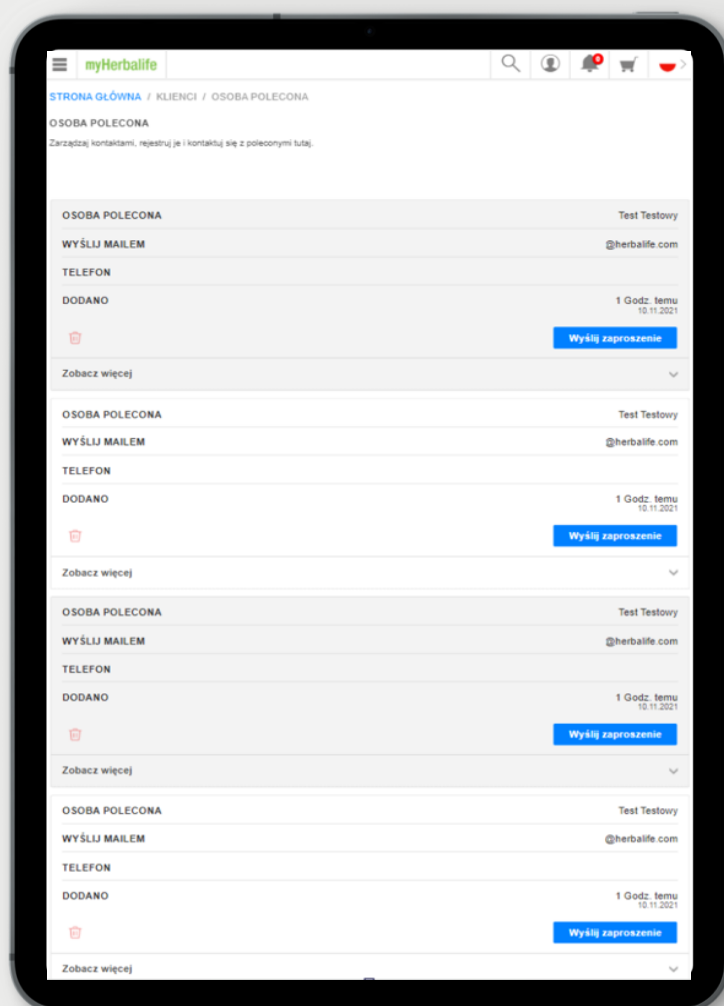 myHerbalife
STRONA GŁÓWNA / KLIENCI / OSOBA POLECONA
OSOBA POLECONA
Zarządzaj kontaktami, rejestruj je i kontaktuj się z poleconymi tutaj.
OSOBA POLECONA Test Testowy
WYŚLIJ MAILEM @herbalife.com
TELEFON
DODANO 1 Godz. temu
10.11.2021
Wyślij zaproszenie
Zobacz więcej
OSOBA POLECONA Test Testowy
WYŚLIJ MAILEM @herbalife.com
TELEFON
DODANO 1 Godz. temu
10.11.2021
Wyślij zaproszenie
Zobacz więcej
OSOBA POLECONA Test Testowy
WYŚLIJ MAILEM @herbalife.com
TELEFON
DODANO 1 Godz. temu
10.11.2021
Wyślij zaproszenie
Zobacz więcej
OSOBA POLECONA Test Testowy
WYŚLIJ MAILEM @herbalife.com
TELEFON
DODANO 1 Godz. temu
10.11.2021
Wyślij zaproszenie
Zobacz więcej